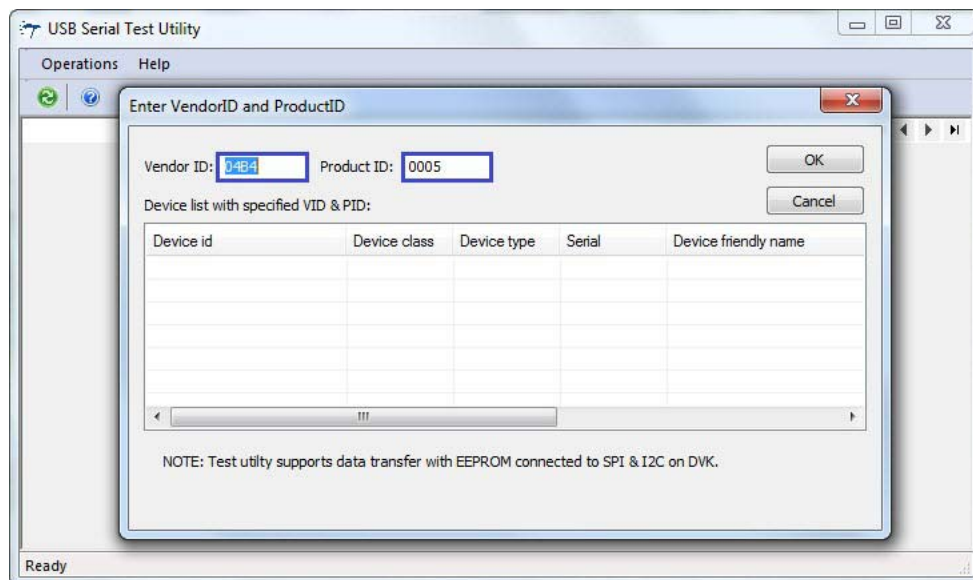 USB Serial Test Utility
Operations Help
Enter VendorID and ProductID
Vendor ID: 04B4 Product ID: 0005 OK
Device list with specified VID & PID: Cancel
Device id Device class Device type Serial Device friendly name
NOTE: Test utilty supports data transfer with EEPROM connected to SPI & I2C on DVK.
Ready